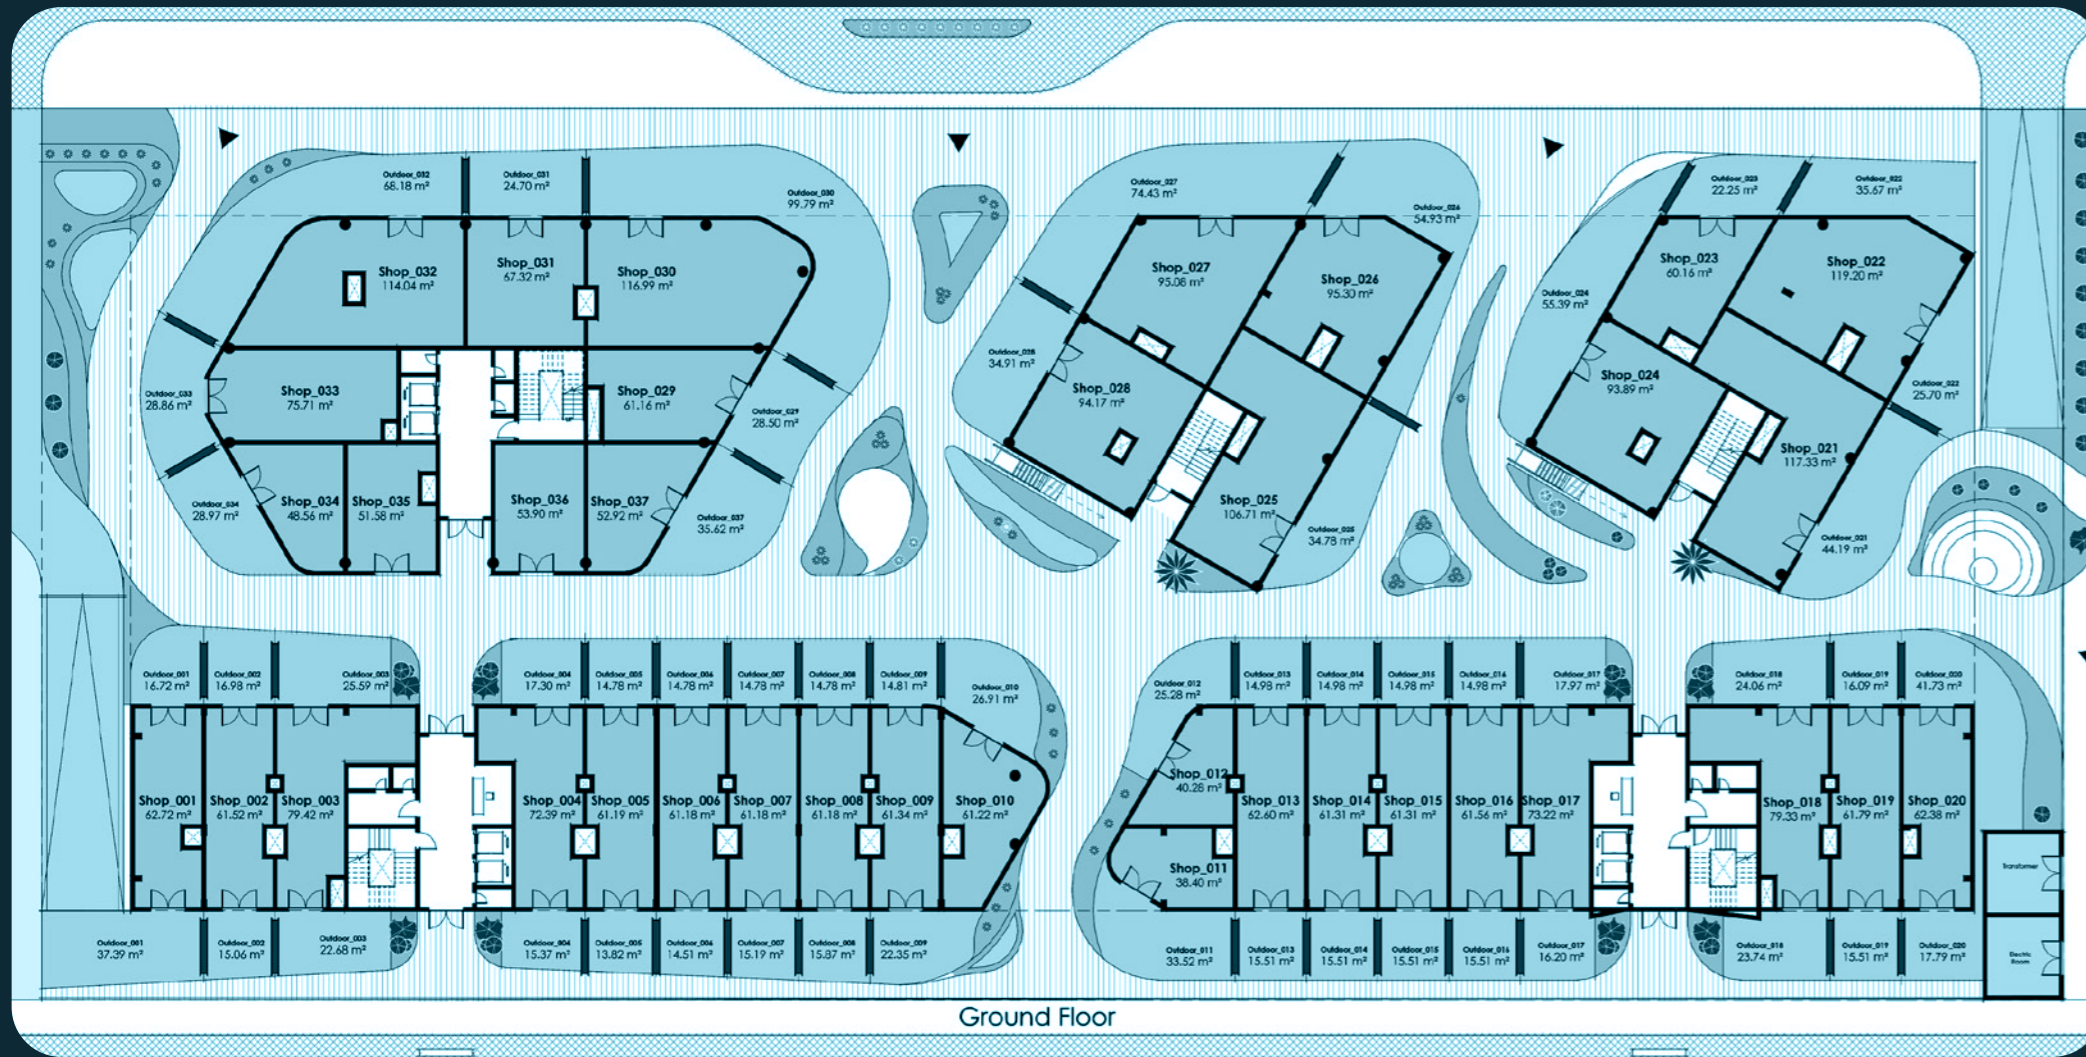 Outdoor_032
68.18 m²
Outdoor_031
24.70 m²
Outdoor_030
99.79 m²
Shop_032
114.04 m²
Shop_031
67.32 m²
Shop_030
116.99 m²
Outdoor_033
28.86 m²
Shop_033
75.71 m²
Shop_029
61.16 m²
Outdoor_029
28.50 m²
Outdoor_034
28.97 m²
Shop_034
48.56 m²
Shop_035
51.58 m²
Shop_036
53.90 m²
Shop_037
52.92 m²
Outdoor_037
35.62 m²
Outdoor_027
74.43 m²
Outdoor_026
54.93 m²
Shop_027
95.08 m²
Shop_026
95.30 m²
Outdoor_028
34.91 m²
Shop_028
94.17 m²
Shop_025
106.71 m²
Outdoor_025
34.78 m²
Outdoor_023
22.25 m²
Outdoor_022
35.67 m²
Shop_023
60.16 m²
Shop_022
119.20 m²
Outdoor_024
55.39 m²
Shop_024
93.89 m²
Outdoor_022
25.70 m²
Shop_021
117.33 m²
Outdoor_021
44.19 m²
Outdoor_001
16.72 m²
Outdoor_002
16.98 m²
Outdoor_003
25.59 m²
Outdoor_004
17.30 m²
Outdoor_005
14.78 m²
Outdoor_006
14.78 m²
Outdoor_007
14.78 m²
Outdoor_008
14.78 m²
Outdoor_009
14.81 m²
Outdoor_010
26.91 m²
Outdoor_012
25.28 m²
Outdoor_013
14.98 m²
Outdoor_014
14.98 m²
Outdoor_015
14.98 m²
Outdoor_016
14.98 m²
Outdoor_017
17.97 m²
Outdoor_018
24.06 m²
Outdoor_019
16.09 m²
Outdoor_020
41.73 m²
Shop_001
62.72 m²
Shop_002
61.52 m²
Shop_003
79.42 m²
Shop_004
72.39 m²
Shop_005
61.19 m²
Shop_006
61.18 m²
Shop_007
61.18 m²
Shop_008
61.18 m²
Shop_009
61.34 m²
Shop_010
61.22 m²
Shop_012
40.28 m²
Shop_011
38.40 m²
Shop_013
62.60 m²
Shop_014
61.31 m²
Shop_015
61.31 m²
Shop_016
61.56 m²
Shop_017
73.22 m²
Shop_018
79.33 m²
Shop_019
61.79 m²
Shop_020
62.38 m²
Transformer
Electric
Room
Outdoor_001
37.39 m²
Outdoor_002
15.06 m²
Outdoor_003
22.68 m²
Outdoor_004
15.37 m²
Outdoor_005
13.82 m²
Outdoor_006
14.51 m²
Outdoor_007
15.19 m²
Outdoor_008
15.87 m²
Outdoor_009
22.35 m²
Outdoor_011
33.52 m²
Outdoor_013
15.51 m²
Outdoor_014
15.51 m²
Outdoor_015
15.51 m²
Outdoor_016
15.51 m²
Outdoor_017
16.20 m²
Outdoor_018
23.74 m²
Outdoor_019
15.51 m²
Outdoor_020
17.79 m²
Ground Floor